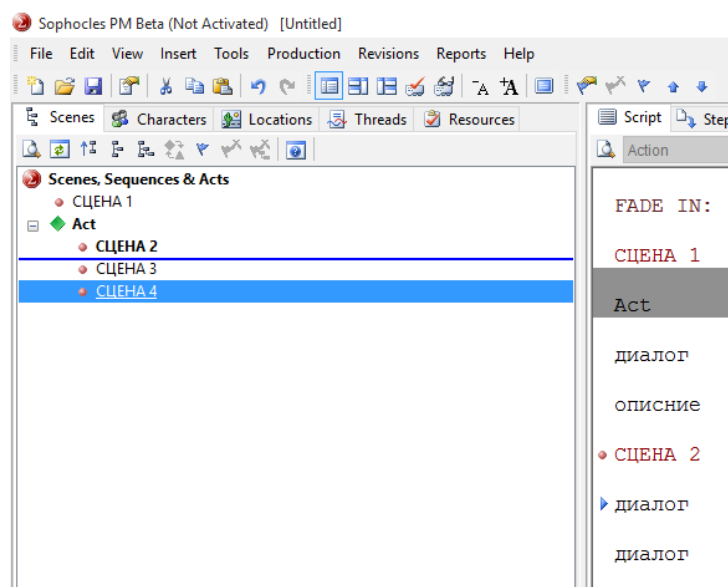 Sophocles PM Beta (Not Activated) [Untitled]
File Edit View Insert Tools Production Revisions Reports Help
Scenes Characters Locations Threads Resources
Script Step
Action
Scenes, Sequences & Acts
СЦЕНА 1
Act
СЦЕНА 2
СЦЕНА 3
СЦЕНА 4
FADE IN:
СЦЕНА 1
Act
диалог
описние
СЦЕНА 2
диалог
диалог